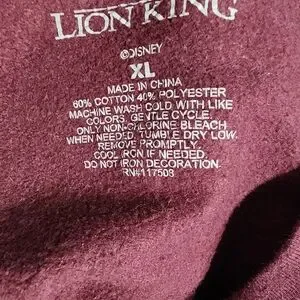 LION KING
©DISNEY
XL
MADE IN CHINA
60% COTTON 40% POLYESTER
MACHINE WASH COLD WITH LIKE
COLORS, GENTLE CYCLE.
ONLY NON-CHLORINE BLEACH
WHEN NEEDED. TUMBLE DRY LOW.
REMOVE PROMPTLY.
COOL IRON IF NEEDED.
DO NOT IRON DECORATION.
RN#117508